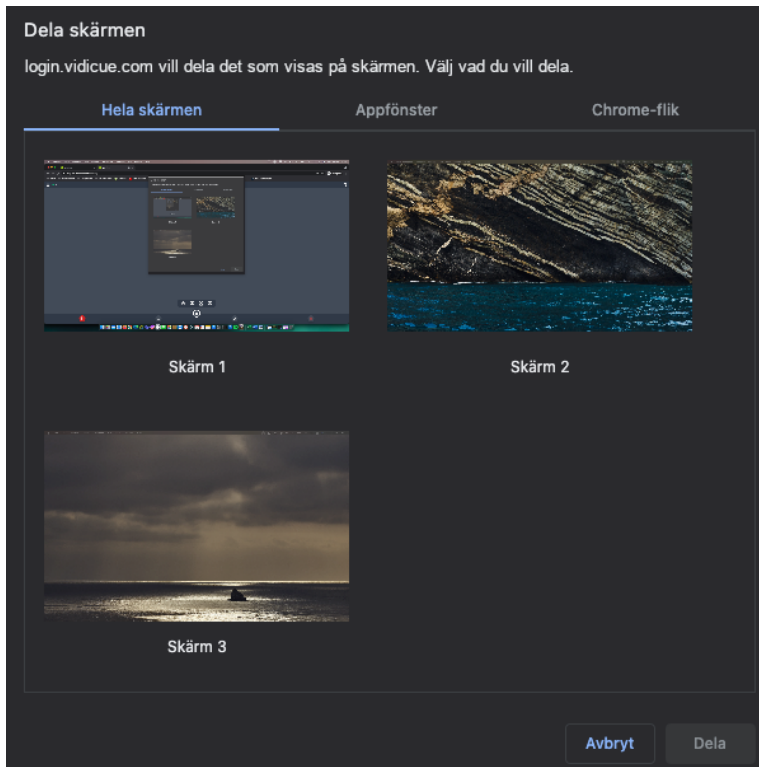 Dela skärmen
login.vidicue.com vill dela det som visas på skärmen. Välj vad du vill dela.
Hela skärmen
Appfönster
Chrome-flik
Skärm 1
Skärm 2
Skärm 3
Avbryt
Dela